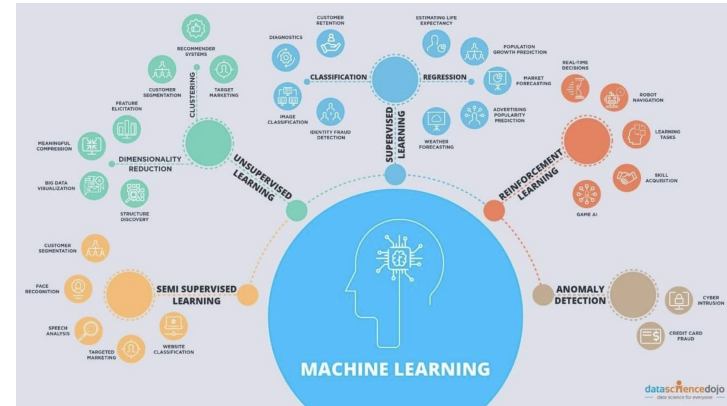 RECOMMENDER
SYSTEMS
CUSTOMER
SEGMENTATION
TARGET
MARKETING
CLUSTERING
FEATURE
ELICITATION
MEANINGFUL
COMPRESSION
BIG DATA
VISUALIZATION
STRUCTURE
DISCOVERY
DIMENSIONALITY
REDUCTION
UNSUPERVISED
LEARNING
CUSTOMER
RETENTION
DIAGNOSTICS
CLASSIFICATION
IMAGE
CLASSIFICATION
IDENTITY FRAUD
DETECTION
SUPERVISED
LEARNING
ESTIMATING LIFE
EXPECTANCY
POPULATION
GROWTH PREDICTION
REGRESSION
MARKET
FORECASTING
ADVERTISING
POPULARITY
PREDICTION
WEATHER
FORECASTING
REAL-TIME
DECISIONS
ROBOT
NAVIGATION
LEARNING
TASKS
SKILL
ACQUISITION
GAME AI
REINFORCEMENT
LEARNING
CUSTOMER
SEGMENTATION
FACE
RECOGNITION
SPEECH
ANALYSIS
TARGETED
MARKETING
WEBSITE
CLASSIFICATION
SEMI SUPERVISED
LEARNING
ANOMALY
DETECTION
CYBER
INTRUSION
CREDIT CARD
FRAUD
MACHINE LEARNING
datasciencedojo
data science for everyone